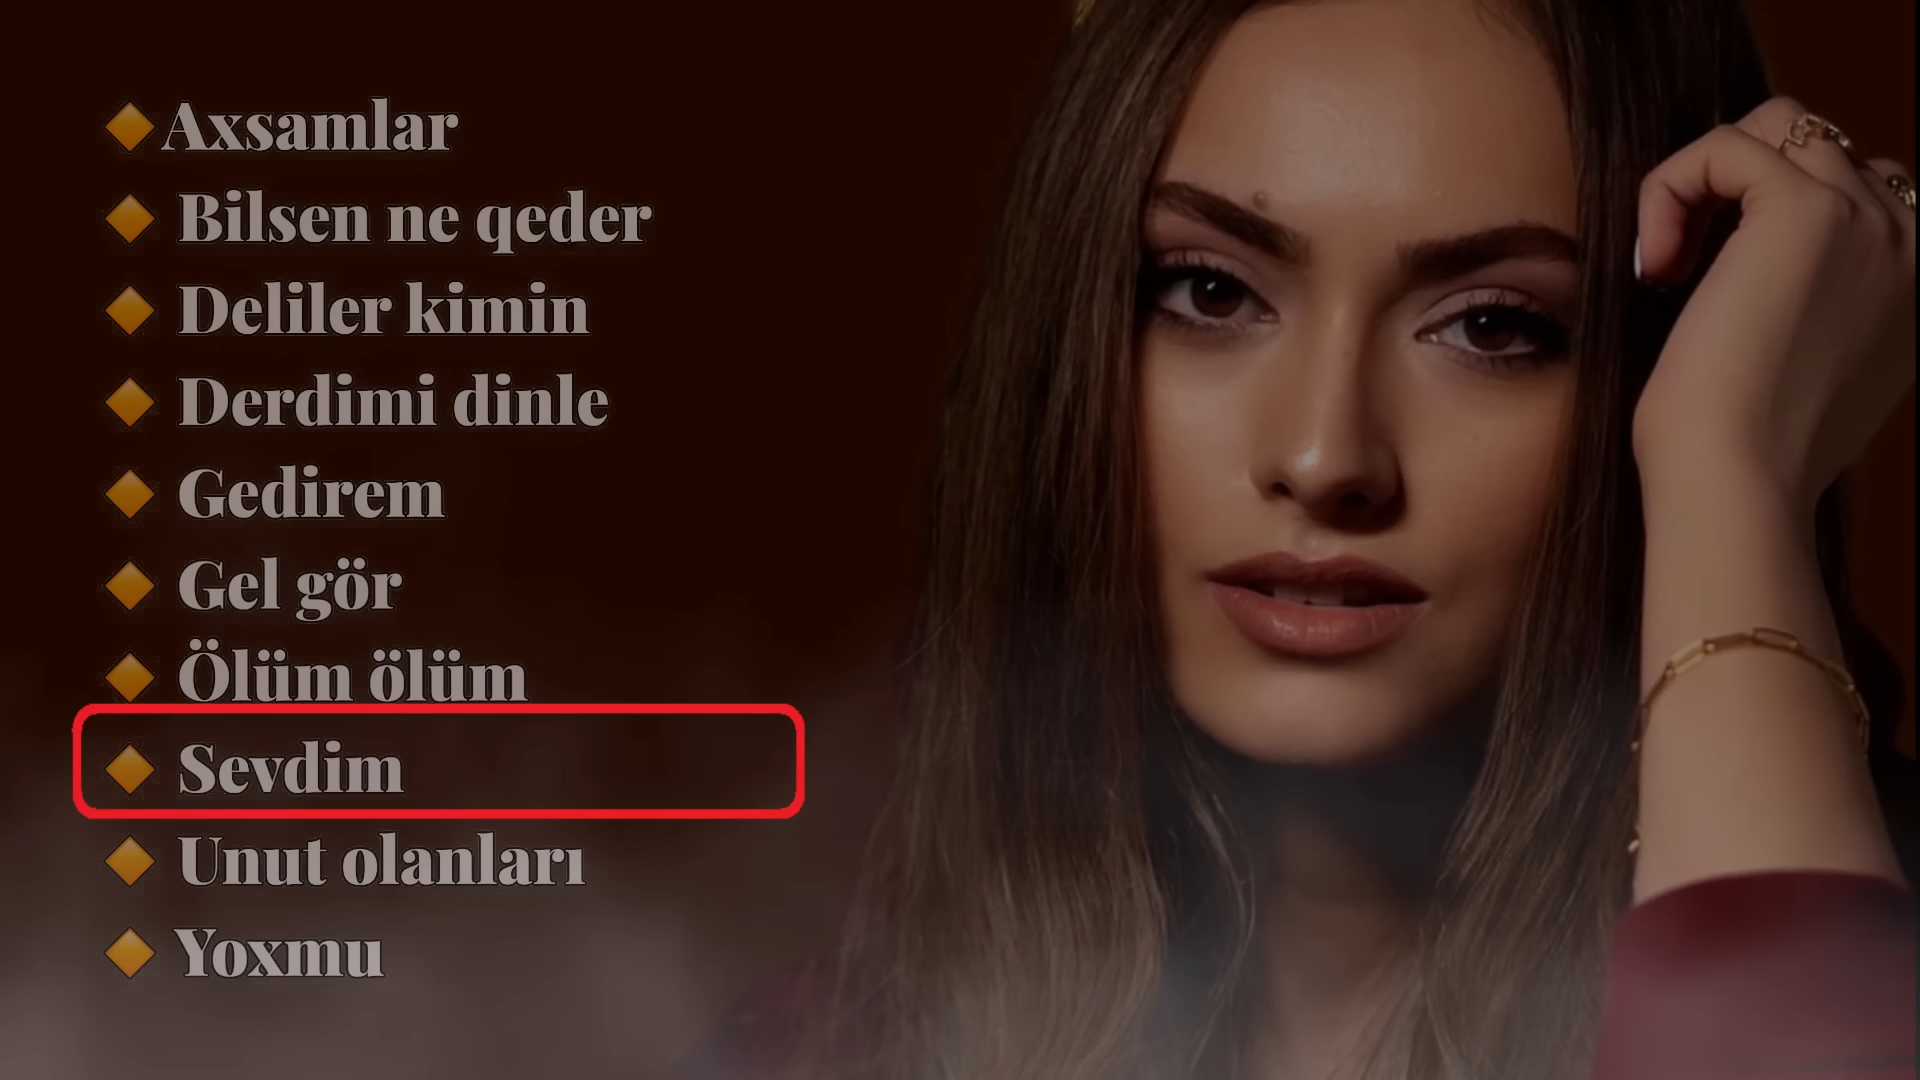 Axsamlar
Bilsen ne qeder
Deliler kimin
Derdimi dinle
Gedirem
Gel gör
Ölüm ölüm
Sevdim
Unut olanları
Yoxmu